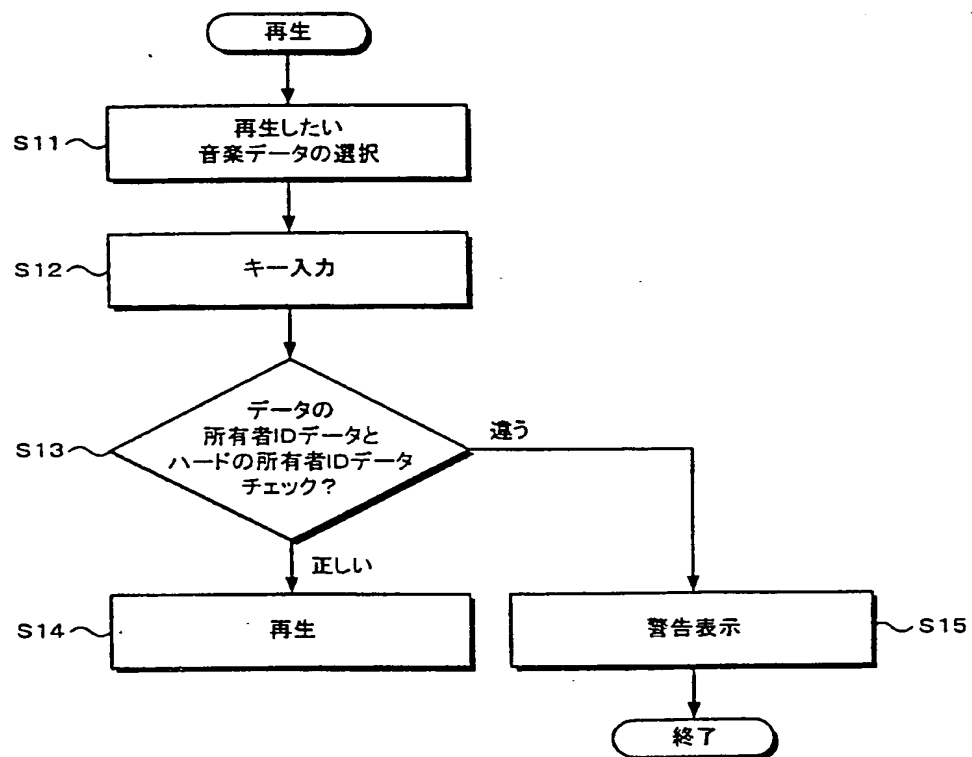 再生
S11
再生したい
音楽データの選択
S12
キー入力
S13
データの
所有者IDデータと
ハードの所有者IDデータ
チェック？
違う
正しい
S14
再生
警告表示
S15
終了